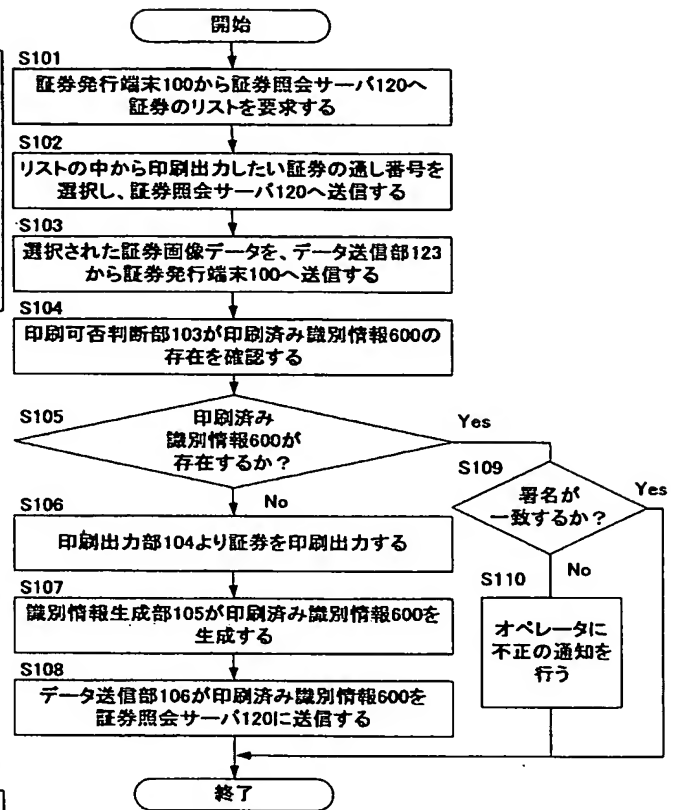 開始
S101
証券発行端末100から証券照会サーバ120へ
証券のリストを要求する
S102
リストの中から印刷出力したい証券の通し番号を
選択し、証券照会サーバ120へ送信する
S103
選択された証券画像データを、データ送信部123
から証券発行端末100へ送信する
S104
印刷可否判断部103が印刷済み識別情報600の
存在を確認する
S105
印刷済み
識別情報600が
存在するか？
Yes
No
S109
署名が
一致するか？
Yes
No
S106
印刷出力部104より証券を印刷出力する
S107
識別情報生成部105が印刷済み識別情報600を
生成する
S110
オペレータに
不正の通知を
行う
S108
データ送信部106が印刷済み識別情報600を
証券照会サーバ120に送信する
終了